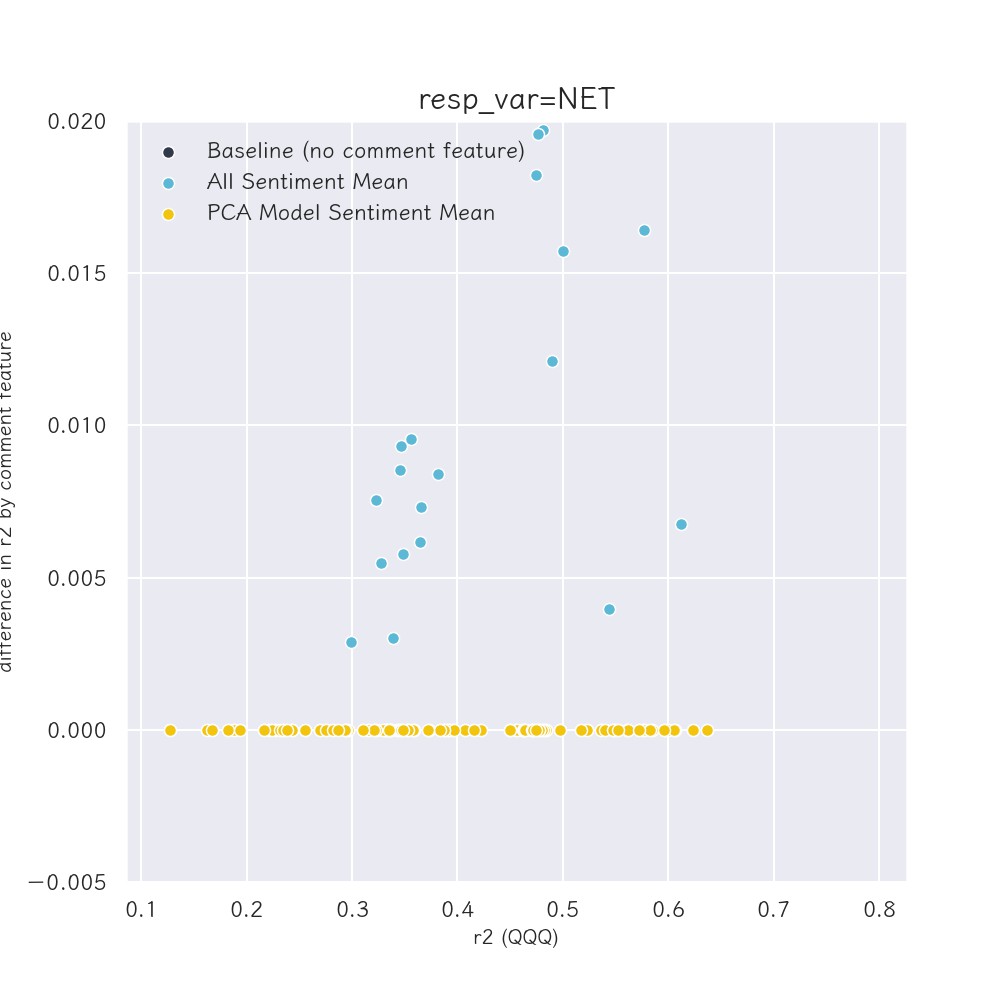 resp_var=NET
0.020
0.015
0.010
0.005
0.000
−0.005
difference in r2 by comment feature
Baseline (no comment feature)
All Sentiment Mean
PCA Model Sentiment Mean
0.1 0.2 0.3 0.4 0.5 0.6 0.7 0.8
r2 (QQQ)